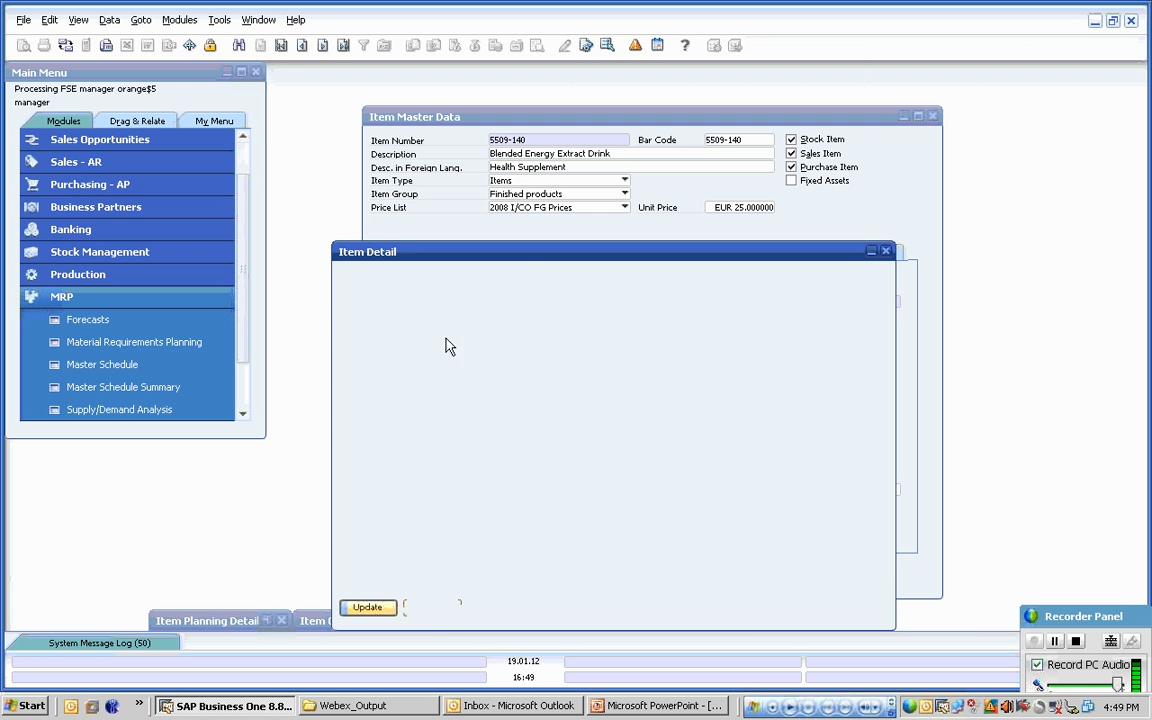 File Edit View Data Goto Modules Tools Window Help
Main Menu
Processing FSE manager orange$5
manager
Modules Drag & Relate My Menu
Sales Opportunities
Sales - AR
Purchasing - AP
Business Partners
Banking
Stock Management
Production
MRP
Forecasts
Material Requirements Planning
Master Schedule
Master Schedule Summary
Supply/Demand Analysis
Item Master Data
Item Number 5509-140 Bar Code 5509-140 Stock Item
Description Blended Energy Extract Drink Sales Item
Desc. in Foreign Lang. Health Supplement Purchase Item
Item Type Items Fixed Assets
Item Group Finished products
Price List 2008 I/CO FG Prices Unit Price EUR 25.000000
Item Detail
Update
Item Planning Detail
System Message Log (50)
19.01.12
16:49
Recorder Panel
Record PC Audio
Start » SAP Business One 8.8... Webex_Output Inbox - Microsoft Outlook Microsoft PowerPoint - [... 4:49 PM